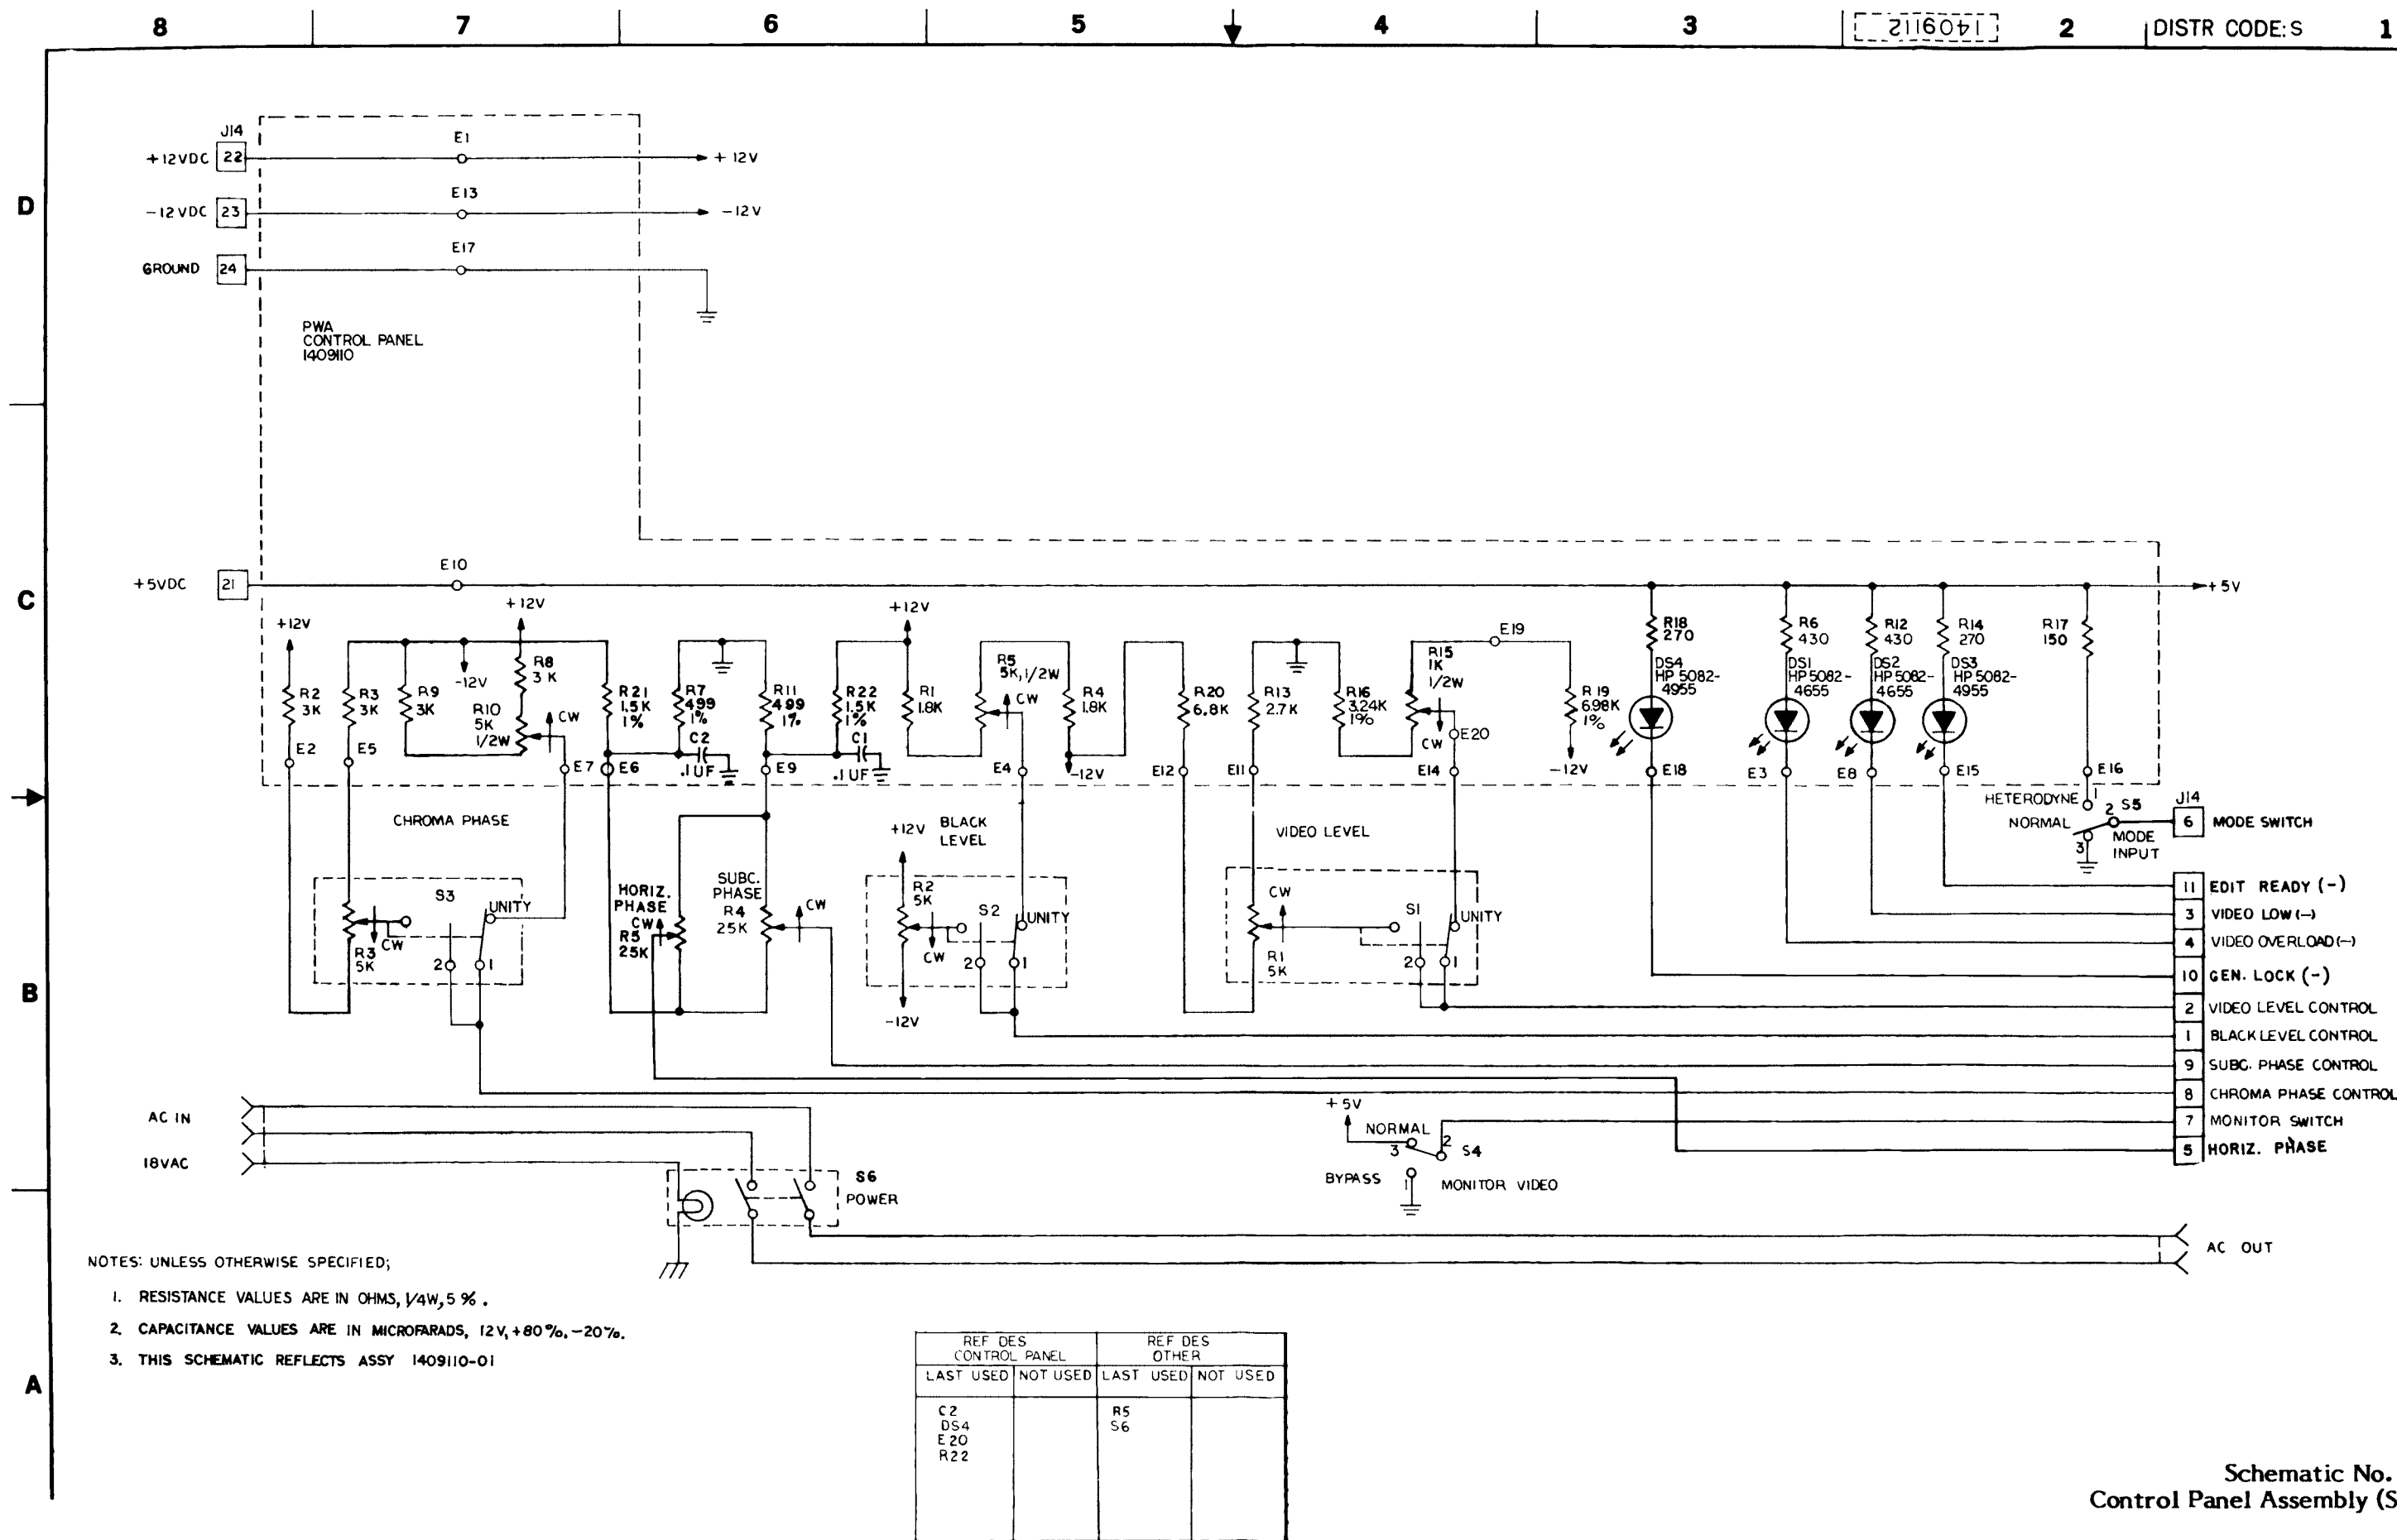 8 7 6 5 4 3 1409112 2 DISTR CODE: S 1
D
C
B
A
J14
+12VDC 22 E1 +12V
-12VDC 23 E13 -12V
GROUND 24 E17
PWA
CONTROL PANEL
1409110
+5VDC 21 E10 +5V
+12V
R2
3K
E2
R3
3K
E5
R9
3K
-12V
+12V
R8
3K
R10
5K
1/2W
CW
E7
R21
1.5K
1%
E6
R7
499
1%
C2
.1UF
R11
499
1%
E9
R22
1.5K
1%
C1
.1UF
+12V
R1
1.8K
R5
5K, 1/2W
CW
E4
R4
1.8K
-12V
R20
6.8K
E12
R13
2.7K
E11
R16
3.24K
1%
R15
1K
1/2W
CW
E19
E20
E14
R19
6.98K
1%
-12V
R18
270
DS4
HP 5082-
4955
E18
R6
430
DS1
HP 5082-
4655
E3
R12
430
DS2
HP 5082-
4655
E8
R14
270
DS3
HP 5082-
4955
E15
R17
150
E16
CHROMA PHASE
S3
UNITY
CW
R3
5K
2 1
HORIZ.
PHASE
CW
R5
25K
SUBC.
PHASE
R4
25K
CW
+12V
BLACK
LEVEL
R2
5K
S2
UNITY
CW
2 1
-12V
VIDEO LEVEL
CW
S1
UNITY
R1
5K
2 1
HETERODYNE 1
2 S5
NORMAL
3
MODE
INPUT
J14
6 MODE SWITCH
11 EDIT READY (-)
3 VIDEO LOW (-)
4 VIDEO OVERLOAD (-)
10 GEN. LOCK (-)
2 VIDEO LEVEL CONTROL
1 BLACK LEVEL CONTROL
9 SUBC. PHASE CONTROL
8 CHROMA PHASE CONTROL
7 MONITOR SWITCH
5 HORIZ. PHASE
AC IN
18VAC
S6
POWER
+5V
NORMAL
3 2 S4
BYPASS 1 MONITOR VIDEO
AC OUT
NOTES: UNLESS OTHERWISE SPECIFIED;
1. RESISTANCE VALUES ARE IN OHMS, 1/4W, 5%.
2. CAPACITANCE VALUES ARE IN MICROFARADS, 12V, +80%, -20%.
3. THIS SCHEMATIC REFLECTS ASSY 1409110-01
REF DES
CONTROL PANEL
REF DES
OTHER
LAST USED NOT USED LAST USED NOT USED
C2 R5
DS4 S6
E20
R22
Schematic No.
Control Panel Assembly (S